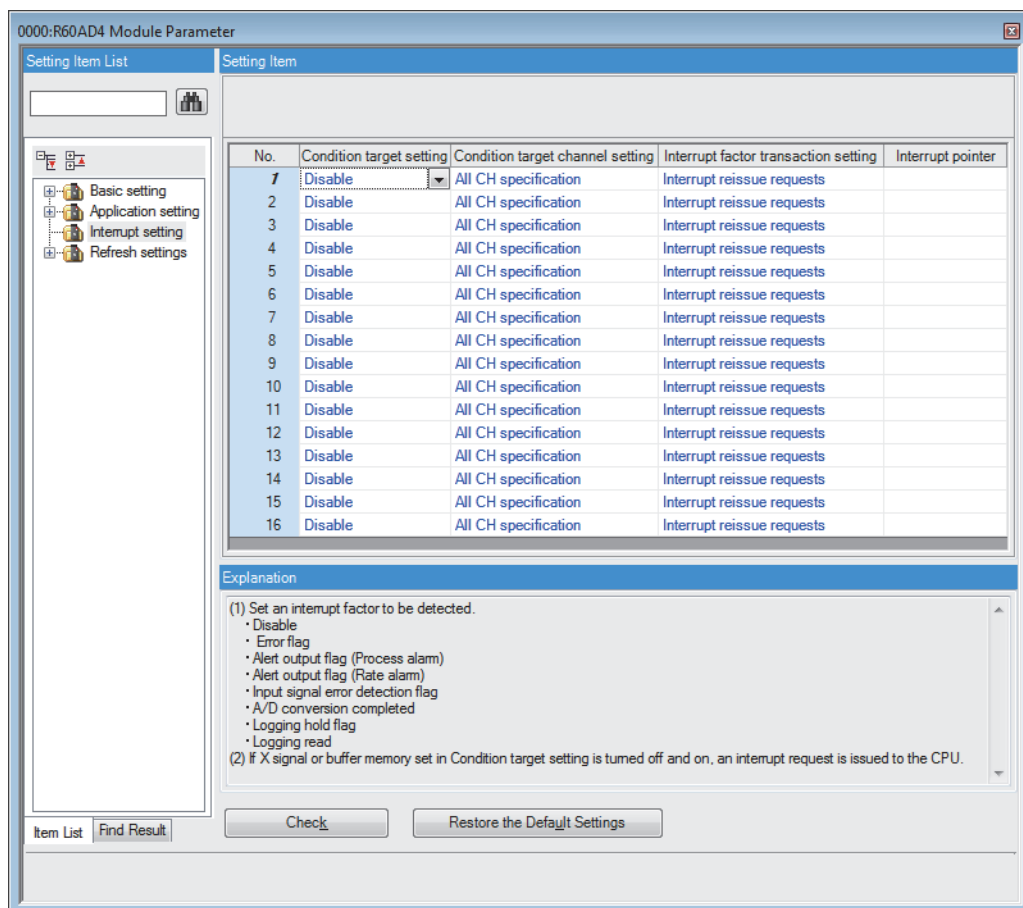 0000:R60AD4 Module Parameter
Setting Item List
Setting Item
Basic setting
Application setting
Interrupt setting
Refresh settings
No. Condition target setting Condition target channel setting Interrupt factor transaction setting Interrupt pointer
1 Disable All CH specification Interrupt reissue requests
2 Disable All CH specification Interrupt reissue requests
3 Disable All CH specification Interrupt reissue requests
4 Disable All CH specification Interrupt reissue requests
5 Disable All CH specification Interrupt reissue requests
6 Disable All CH specification Interrupt reissue requests
7 Disable All CH specification Interrupt reissue requests
8 Disable All CH specification Interrupt reissue requests
9 Disable All CH specification Interrupt reissue requests
10 Disable All CH specification Interrupt reissue requests
11 Disable All CH specification Interrupt reissue requests
12 Disable All CH specification Interrupt reissue requests
13 Disable All CH specification Interrupt reissue requests
14 Disable All CH specification Interrupt reissue requests
15 Disable All CH specification Interrupt reissue requests
16 Disable All CH specification Interrupt reissue requests
Explanation
(1) Set an interrupt factor to be detected.
・Disable
・ Error flag
・Alert output flag (Process alarm)
・Alert output flag (Rate alarm)
・Input signal error detection flag
・A/D conversion completed
・Logging hold flag
・Logging read
(2) If X signal or buffer memory set in Condition target setting is turned off and on, an interrupt request is issued to the CPU.
Item List Find Result
Check
Restore the Default Settings